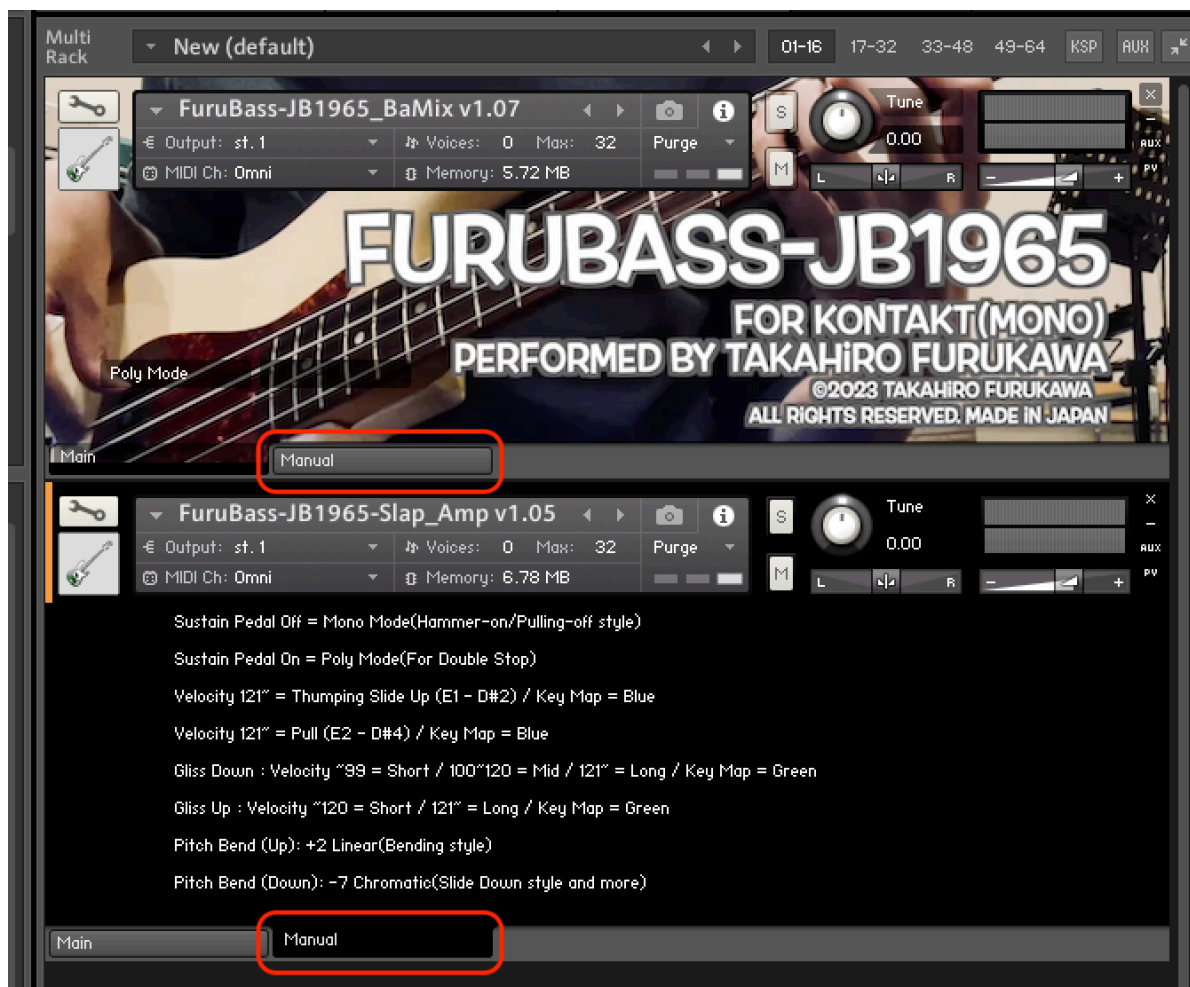 Multi Rack
New (default)
01-16 17-32 33-48 49-64 KSP AUX
FuruBass-JB1965_BaMix v1.07
Output: st.1
Voices: 0 Max: 32
Purge
MIDI Ch: Omni
Memory: 5.72 MB
S
M
Tune
0.00
L R
- +
×
-
AUX
PV
FURUBASS-JB1965
FOR KONTAKT(MONO)
PERFORMED BY TAKAHiRO FURUKAWA
©2023 TAKAHIRO FURUKAWA
ALL RiGHTS RESERVED. MADE iN JAPAN
Poly Mode
Main
Manual
FuruBass-JB1965-Slap_Amp v1.05
Output: st.1
Voices: 0 Max: 32
Purge
MIDI Ch: Omni
Memory: 6.78 MB
S
M
Tune
0.00
L R
- +
×
-
AUX
PV
Sustain Pedal Off = Mono Mode(Hammer-on/Pulling-off style)
Sustain Pedal On = Poly Mode(For Double Stop)
Velocity 121~ = Thumping Slide Up (E1 - D#2) / Key Map = Blue
Velocity 121~ = Pull (E2 - D#4) / Key Map = Blue
Gliss Down : Velocity ~99 = Short / 100~120 = Mid / 121~ = Long / Key Map = Green
Gliss Up : Velocity ~120 = Short / 121~ = Long / Key Map = Green
Pitch Bend (Up): +2 Linear(Bending style)
Pitch Bend (Down): -7 Chromatic(Slide Down style and more)
Main
Manual